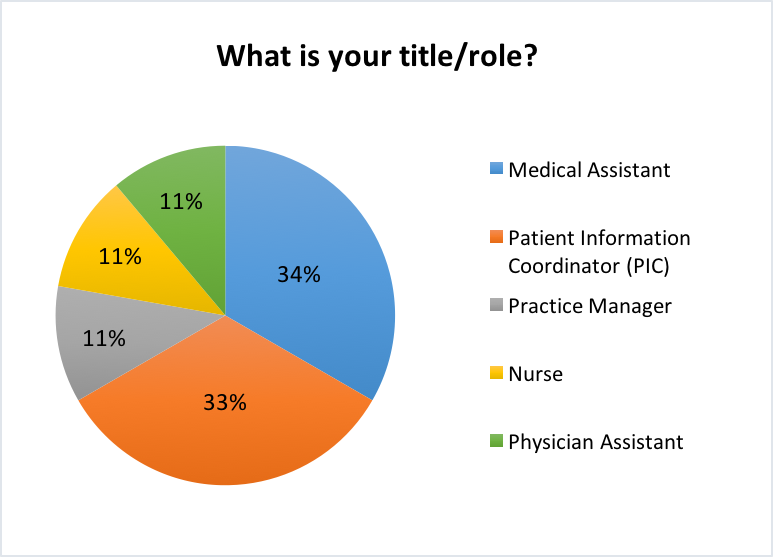 What is your title/role?
34%
33%
11%
11%
11%
Medical Assistant
Patient Information
Coordinator (PIC)
Practice Manager
Nurse
Physician Assistant